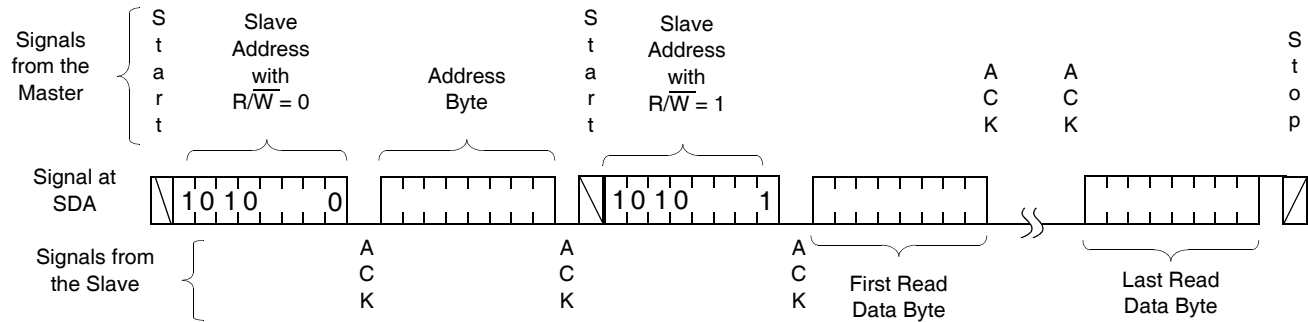 Signals
from the
Master
S
t
a
r
t
Slave
Address
with
R/W = 0
Address
Byte
S
t
a
r
t
Slave
Address
with
R/W = 1
A
C
K
A
C
K
S
t
o
p
Signal at
SDA
1 0 1 0 0
1 0 1 0 1
Signals from
the Slave
A
C
K
A
C
K
A
C
K
First Read
Data Byte
Last Read
Data Byte